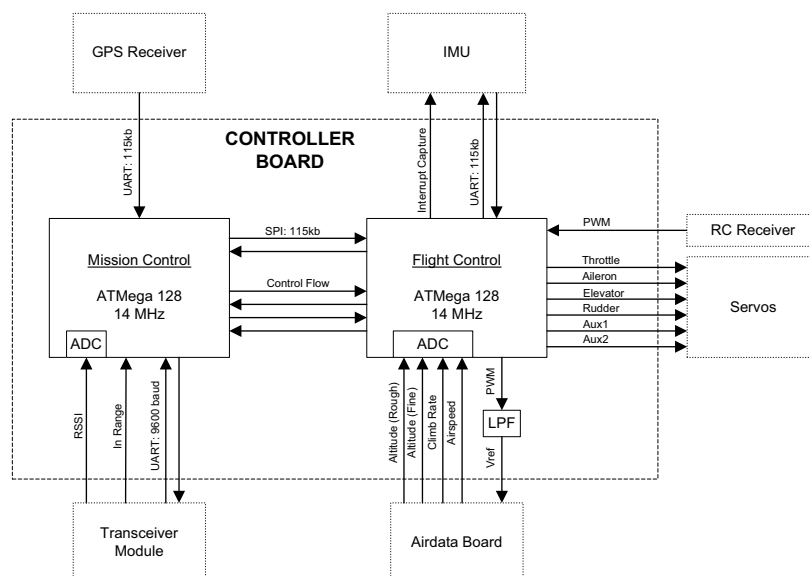 GPS Receiver
IMU
CONTROLLER
BOARD
UART: 115kb
Interrupt Capture
UART: 115kb
SPI: 115kb
PWM
RC Receiver
Mission Control
ATMega 128
14 MHz
ADC
Control Flow
Flight Control
ATMega 128
14 MHz
ADC
Throttle
Aileron
Elevator
Rudder
Aux1
Aux2
Servos
RSSI
In Range
UART: 9600 baud
Altitude (Rough)
Altitude (Fine)
Climb Rate
Airspeed
PWM
LPF
Vref
Transceiver
Module
Airdata Board